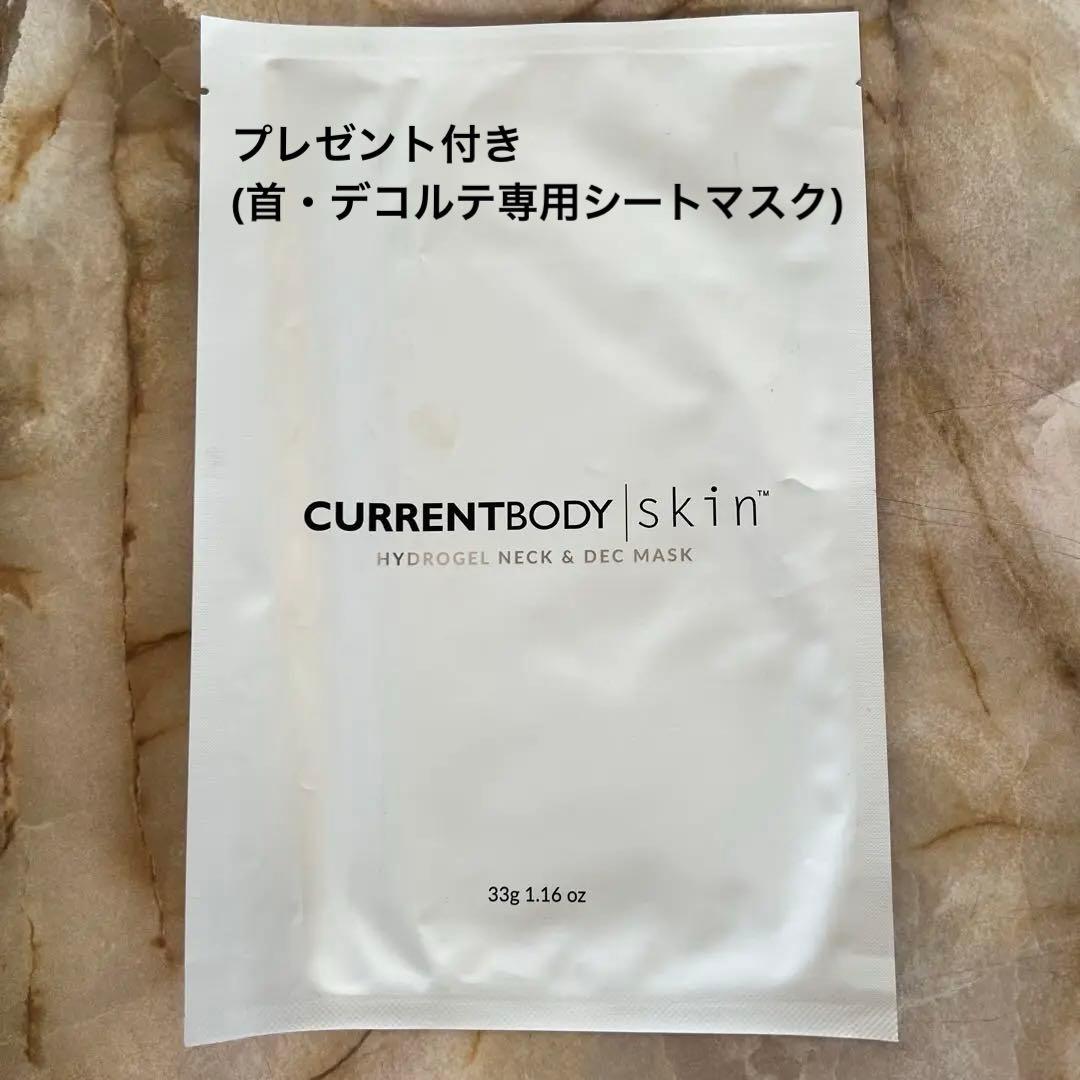 プレゼント付き
(首・デコルテ専用シートマスク)
CURRENTBODY|skin™
HYDROGEL NECK & DEC MASK
33g 1.16 oz